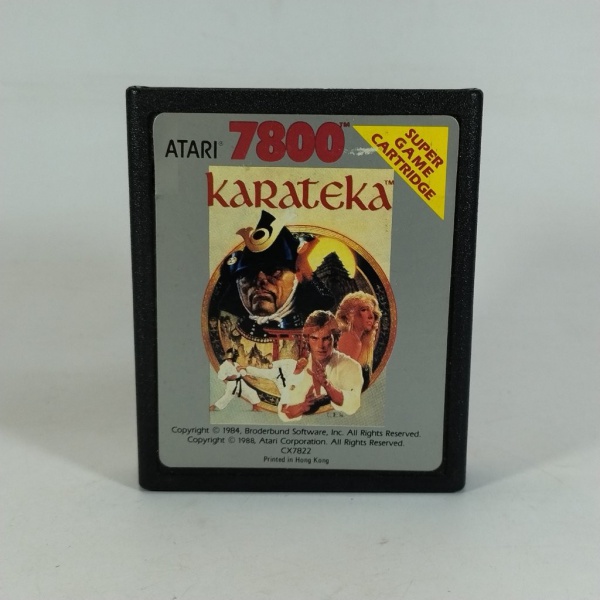 ATARI® 7800™
SUPER
GAME
CARTRIDGE
KARATEKA™
Copyright © 1984, Broderbund Software, Inc. All Rights Reserved.
Copyright © 1988, Atari Corporation. All Rights Reserved.
CX7822
Printed in Hong Kong